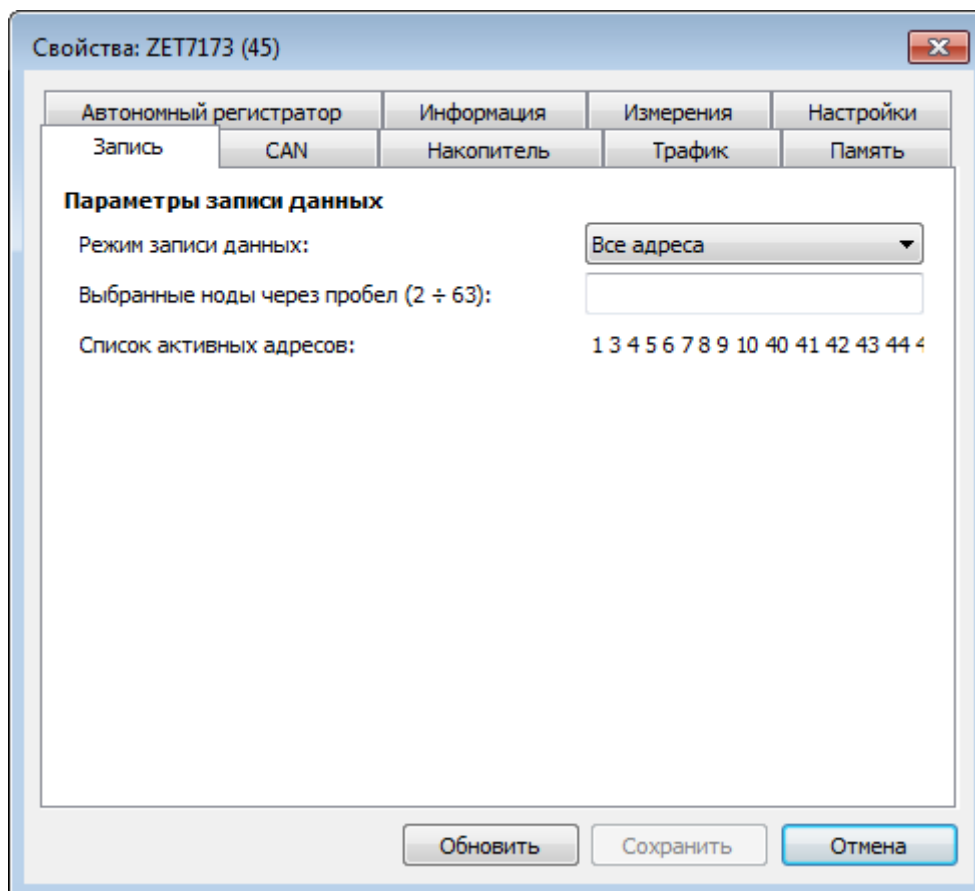 Свойства: ZET7173 (45)
Автономный регистратор Информация Измерения Настройки
Запись CAN Накопитель Трафик Память
Параметры записи данных
Режим записи данных: Все адреса
Выбранные ноды через пробел (2 ÷ 63):
Список активных адресов: 1 3 4 5 6 7 8 9 10 40 41 42 43 44
Обновить Сохранить Отмена